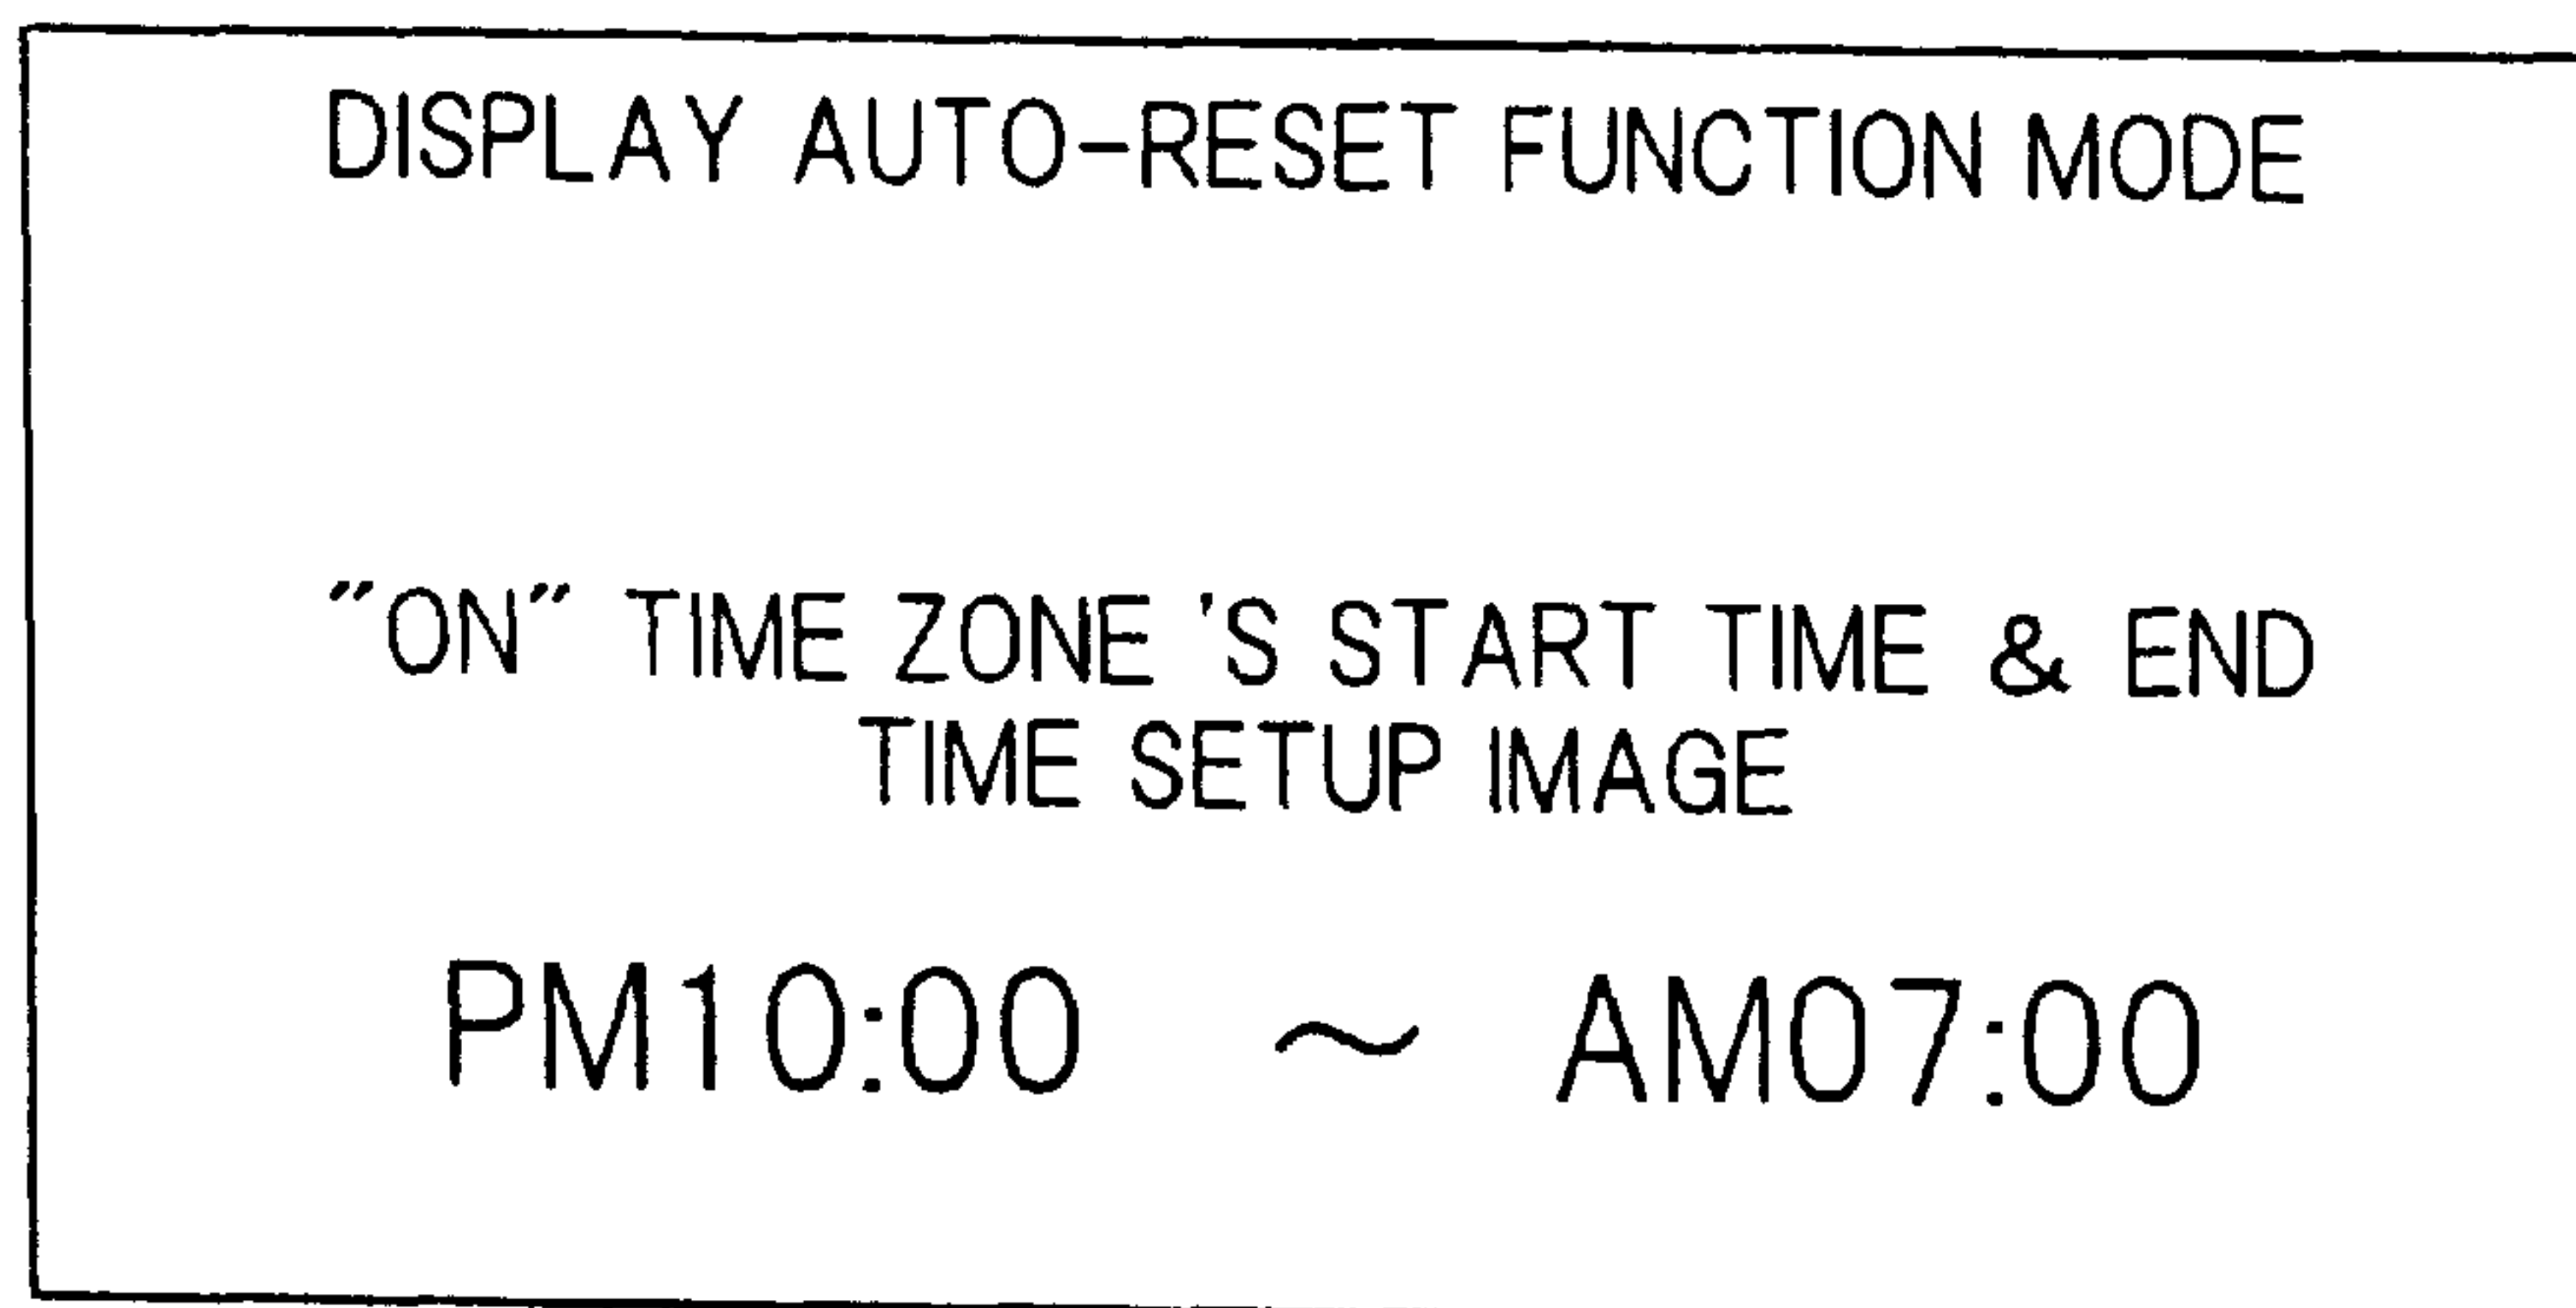 DISPLAY AUTO-RESET FUNCTION MODE
"ON" TIME ZONE 'S START TIME & END
TIME SETUP IMAGE
PM10:00 ~ AM07:00